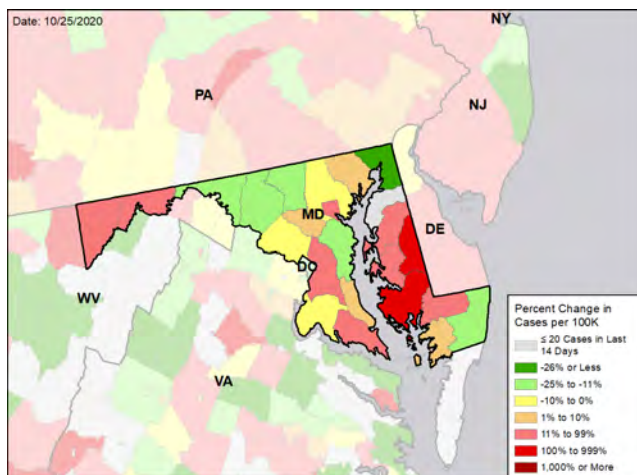 Date: 10/25/2020
NY
PA
NJ
MD
DE
DC
WV
VA
Percent Change in
Cases per 100K
≤ 20 Cases in Last
14 Days
-26% or Less
-25% to -11%
-10% to 0%
1% to 10%
11% to 99%
100% to 999%
1,000% or More